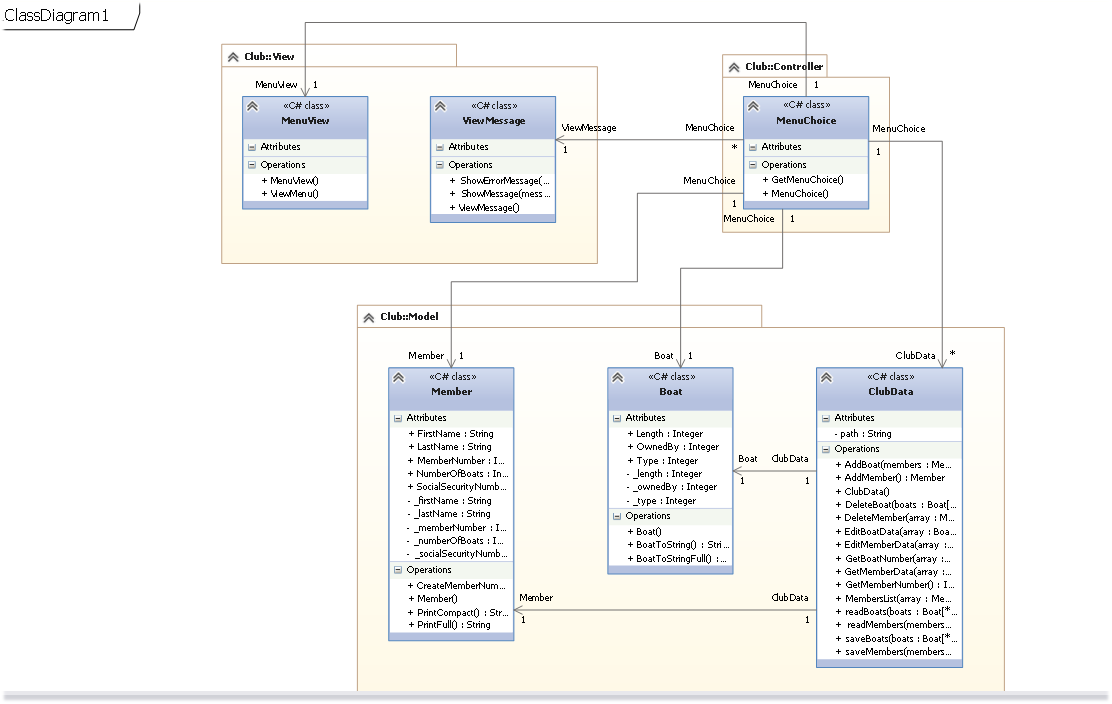 ClassDiagram1
Club::View
MenuView 1
«C# class»
MenuView
Attributes
Operations
+ MenuView()
+ ViewMenu()
«C# class»
ViewMessage
Attributes
Operations
+ ShowErrorMessage(...
+ ShowMessage(mess...
+ ViewMessage()
ViewMessage
1
MenuChoice
*
MenuChoice
1
Club::Controller
MenuChoice 1
«C# class»
MenuChoice
Attributes
Operations
+ GetMenuChoice()
+ MenuChoice()
MenuChoice
1
MenuChoice 1
Club::Model
Member 1
«C# class»
Member
Attributes
+ FirstName : String
+ LastName : String
+ MemberNumber : I...
+ NumberOfBoats : In...
+ SocialSecurityNumb...
- _firstName : String
- _lastName : String
- _memberNumber : I...
- _numberOfBoats : I...
- _socialSecurityNumb...
Operations
+ CreateMemberNum...
+ Member()
+ PrintCompact() : Str...
+ PrintFull() : String
Boat 1
«C# class»
Boat
Attributes
+ Length : Integer
+ OwnedBy : Integer
+ Type : Integer
- _length : Integer
- _ownedBy : Integer
- _type : Integer
Operations
+ Boat()
+ BoatToString() : Stri...
+ BoatToStringFull() : ...
Boat ClubData
1 1
Member ClubData
1 1
ClubData *
«C# class»
ClubData
Attributes
- path : String
Operations
+ AddBoat(members : Me...
+ AddMember() : Member
+ ClubData()
+ DeleteBoat(boats : Boat[...
+ DeleteMember(array : M...
+ EditBoatData(array : Boa...
+ EditMemberData(array : ...
+ GetBoatNumber(array : ...
+ GetMemberData(array : ...
+ GetMemberNumber() : I...
+ MembersList(array : Me...
+ readBoats(boats : Boat[*...
+ readMembers(members...
+ saveBoats(boats : Boat[*...
+ saveMembers(members...